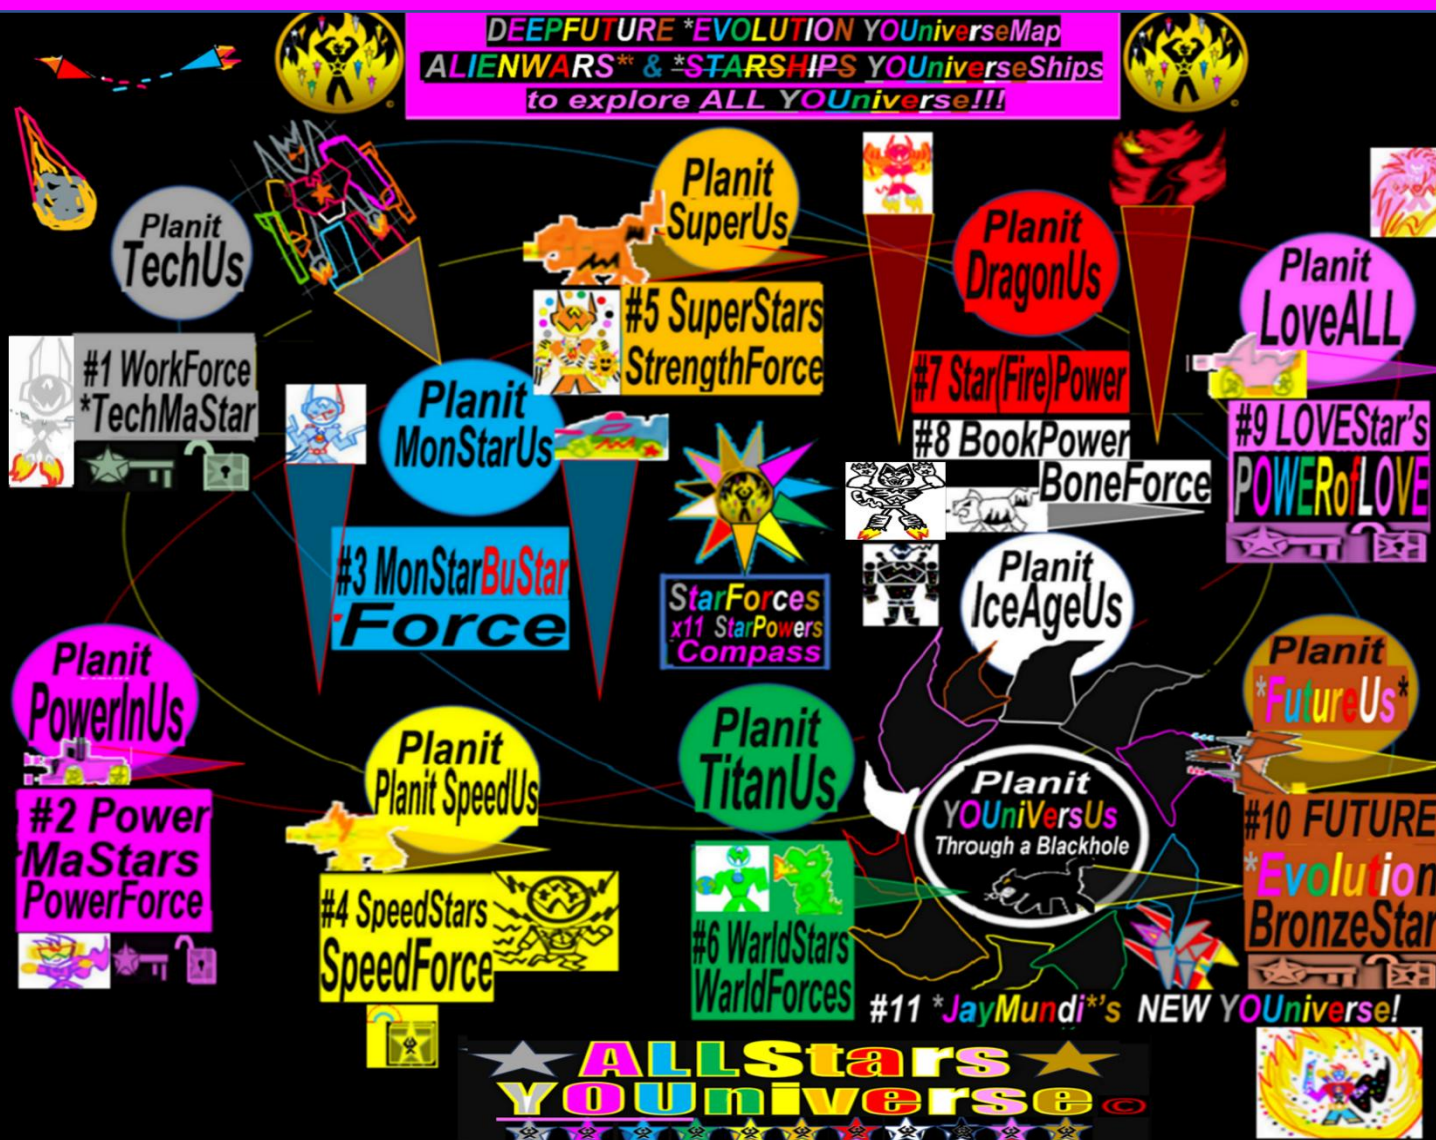 DEEPFUTURE *EVOLUTION YOUniverseMap
ALIENWARS* & *STARSHIPS YOUniverseShips
to explore ALL YOUniverse!!!
Planit
TechUs
#1 WorkForce
*TechMaStar
Planit
SuperUs
#5 SuperStars
StrengthForce
Planit
DragonUs
#7 Star(Fire)Power
Planit
LoveALL
#9 LOVEStar's
POWERofLOVE
Planit
MonStarUs
#3 MonStarBuStar
Force
#8 BookPower
BoneForce
Planit
IceAgeUs
StarForces
x11 StarPowers
Compass
Planit
PowerInUs
#2 Power
MaStars
PowerForce
Planit
Planit SpeedUs
#4 SpeedStars
SpeedForce
Planit
TitanUs
#6 WarldStars
WarldForces
Planit
YOUniVersUs
Through a Blackhole
Planit
*FutureUs*
#10 FUTURE
*Evolution
BronzeStar
#11 *JayMundi*'s NEW YOUniverse!
ALLStars
YOUniverse©